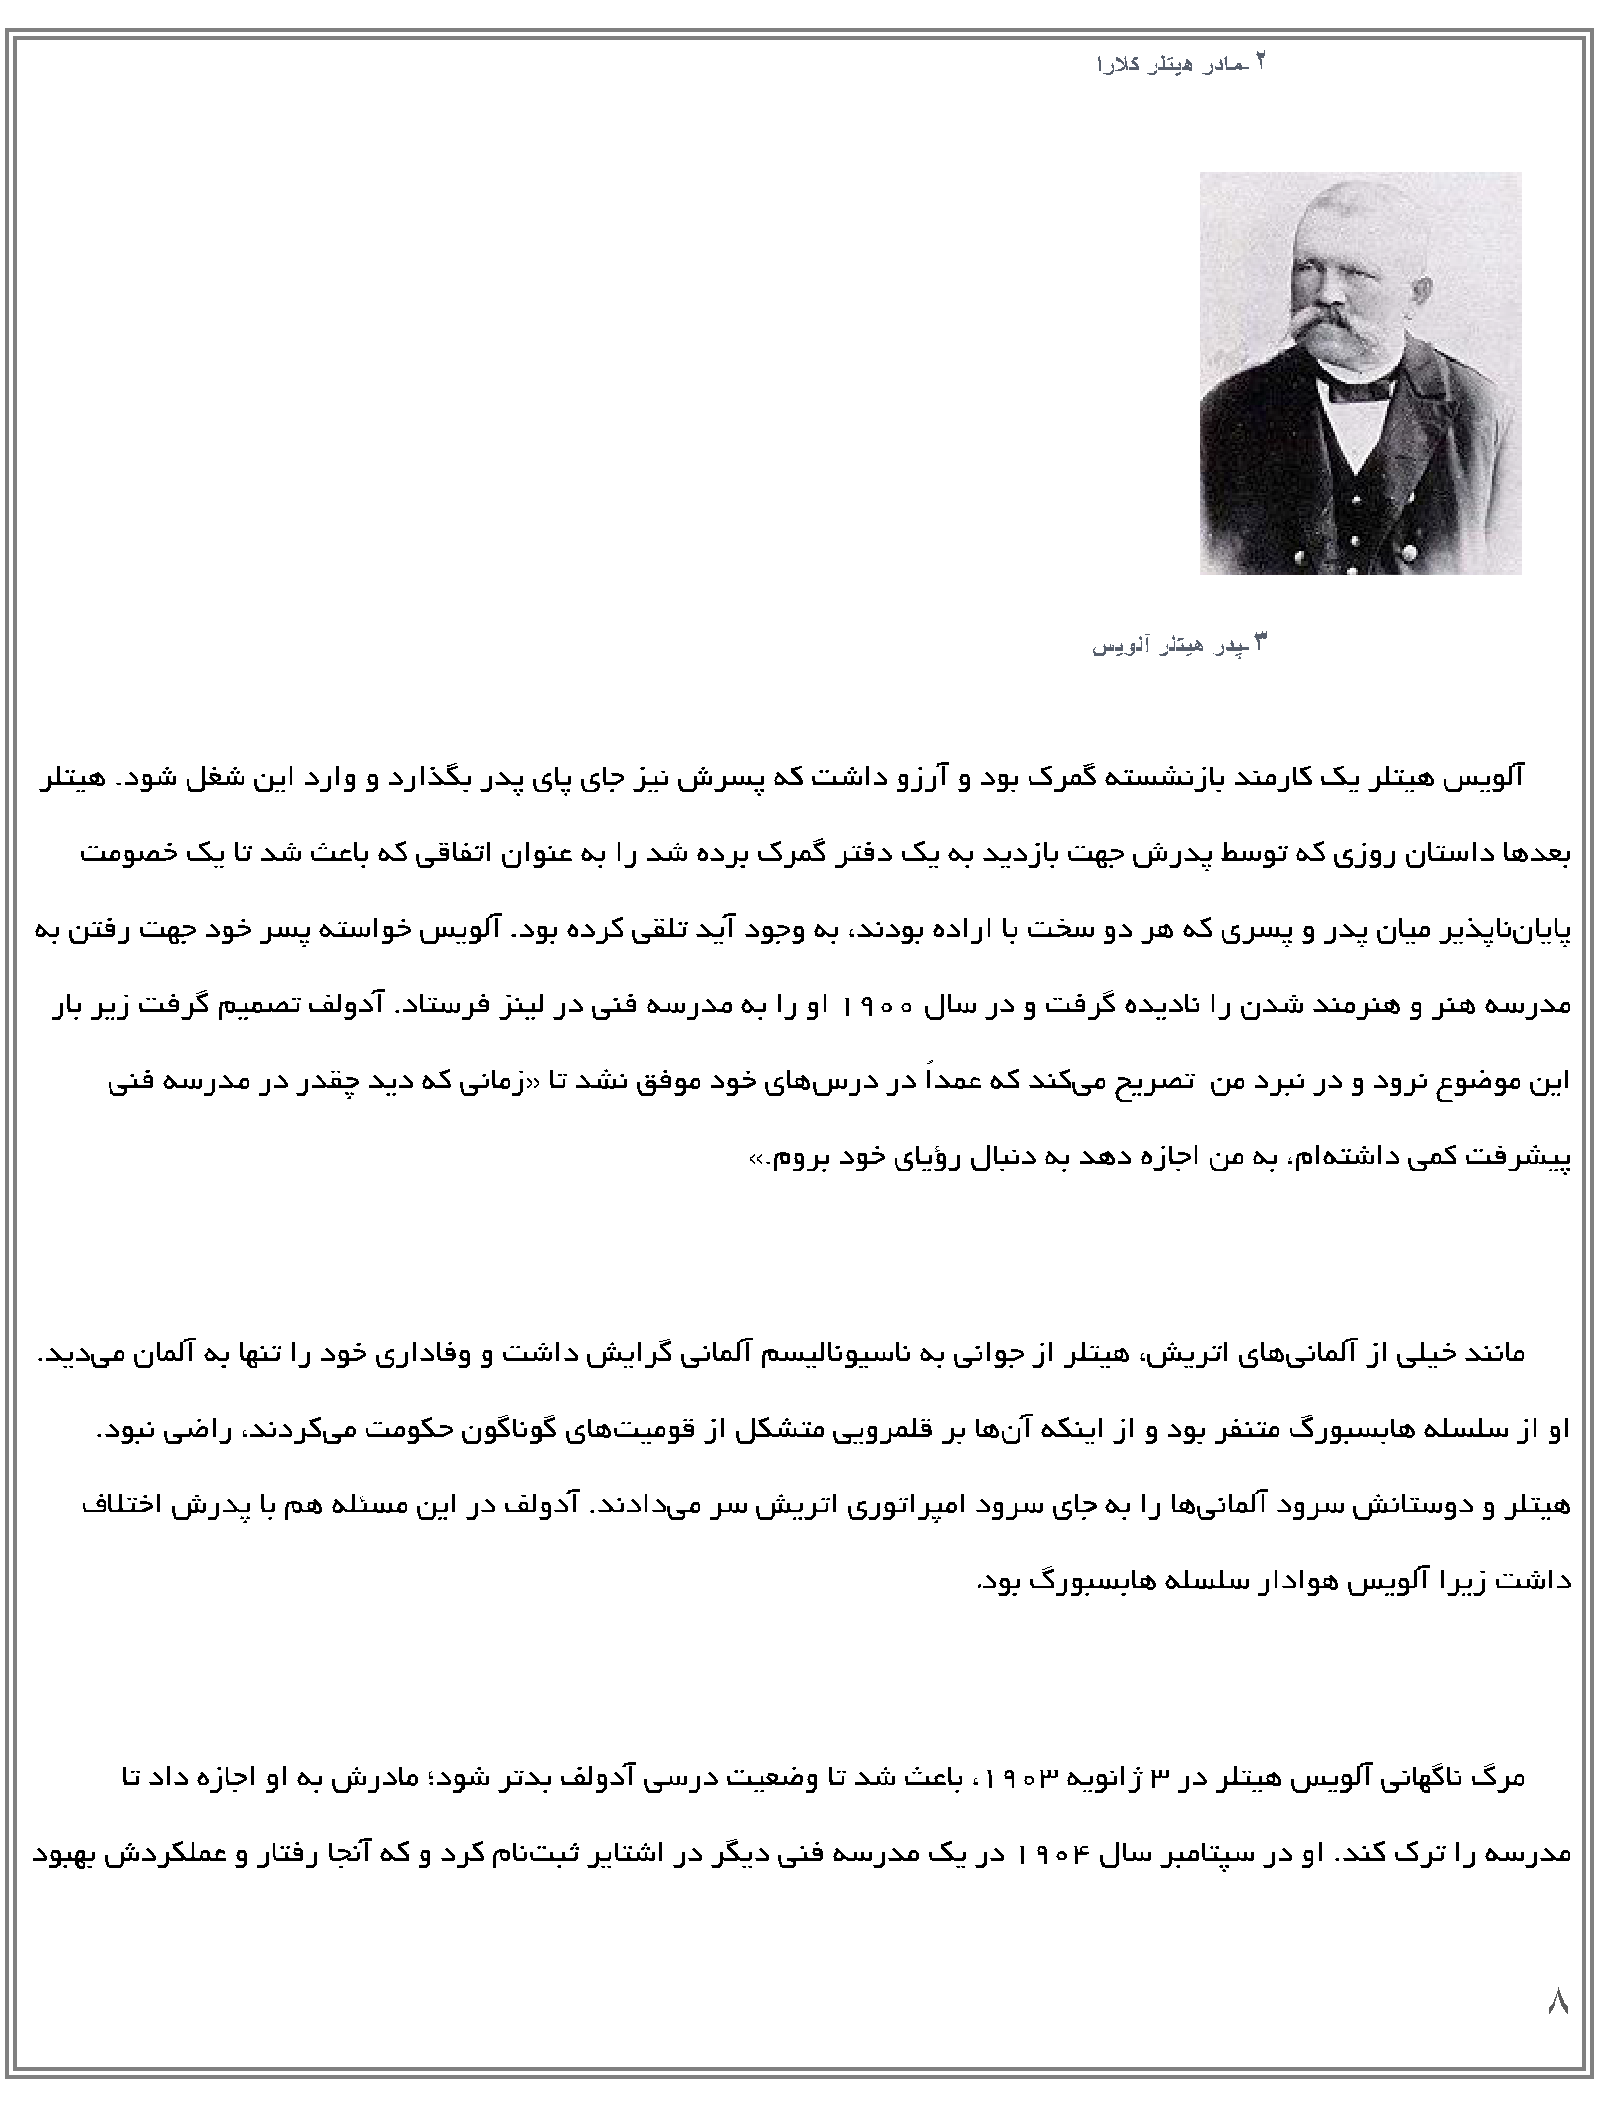 ۲-مادر هیتلر کلارا
۳-پدر هیتلر آلویس
آلویس هیتلر یک کارمند بازنشسته گمرک بود و آرزو داشت که پسرش نیز جای پای پدر بگذارد و وارد این شغل شود. هیتلر
بعدها داستان روزی که توسط پدرش جهت بازدید به یک دفتر گمرک برده شد را به عنوان اتفاقی که باعث شد تا یک خصومت
پایان‌ناپذیر میان پدر و پسری که هر دو سخت با اراده بودند، به وجود آید تلقی کرده بود. آلویس خواسته پسر خود جهت رفتن به
مدرسه هنر و هنرمند شدن را نادیده گرفت و در سال ۱۹۰۰ او را به مدرسه فنی در لینز فرستاد. آدولف تصمیم گرفت زیر بار
این موضوع نرود و در نبرد من تصریح می‌کند که عمداً در درس‌های خود موفق نشد تا «زمانی که دید چقدر در مدرسه فنی
پیشرفت کمی داشته‌ام، به من اجازه دهد به دنبال رؤیای خود بروم.»
مانند خیلی از آلمانی‌های اتریش، هیتلر از جوانی به ناسیونالیسم آلمانی گرایش داشت و وفاداری خود را تنها به آلمان می‌دید.
او از سلسله هابسبورگ متنفر بود و از اینکه آن‌ها بر قلمرویی متشکل از قومیت‌های گوناگون حکومت می‌کردند، راضی نبود.
هیتلر و دوستانش سرود آلمانی‌ها را به جای سرود امپراتوری اتریش سر می‌دادند. آدولف در این مسئله هم با پدرش اختلاف
داشت زیرا آلویس هوادار سلسله هابسبورگ بود.
مرگ ناگهانی آلویس هیتلر در ۳ ژانویه ۱۹۰۳، باعث شد تا وضعیت درسی آدولف بدتر شود؛ مادرش به او اجازه داد تا
مدرسه را ترک کند. او در سپتامبر سال ۱۹۰۴ در یک مدرسه فنی دیگر در اشتایر ثبت‌نام کرد و که آنجا رفتار و عملکردش بهبود
۸